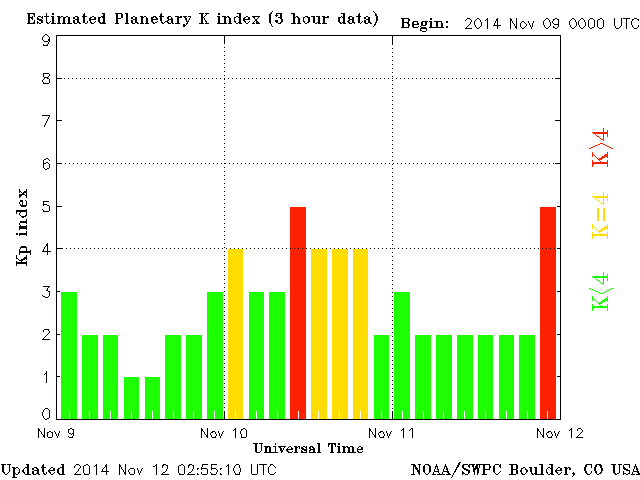 Estimated Planetary K index (3 hour data) Begin: 2014 Nov 09 0000 UTC
9
8
7
6
5
4
3
2
1
0
Kp index
K>4
K=4
K<4
Nov 9 Nov 10 Nov 11 Nov 12
Universal Time
Updated 2014 Nov 12 02:55:10 UTC NOAA/SWPC Boulder, CO USA